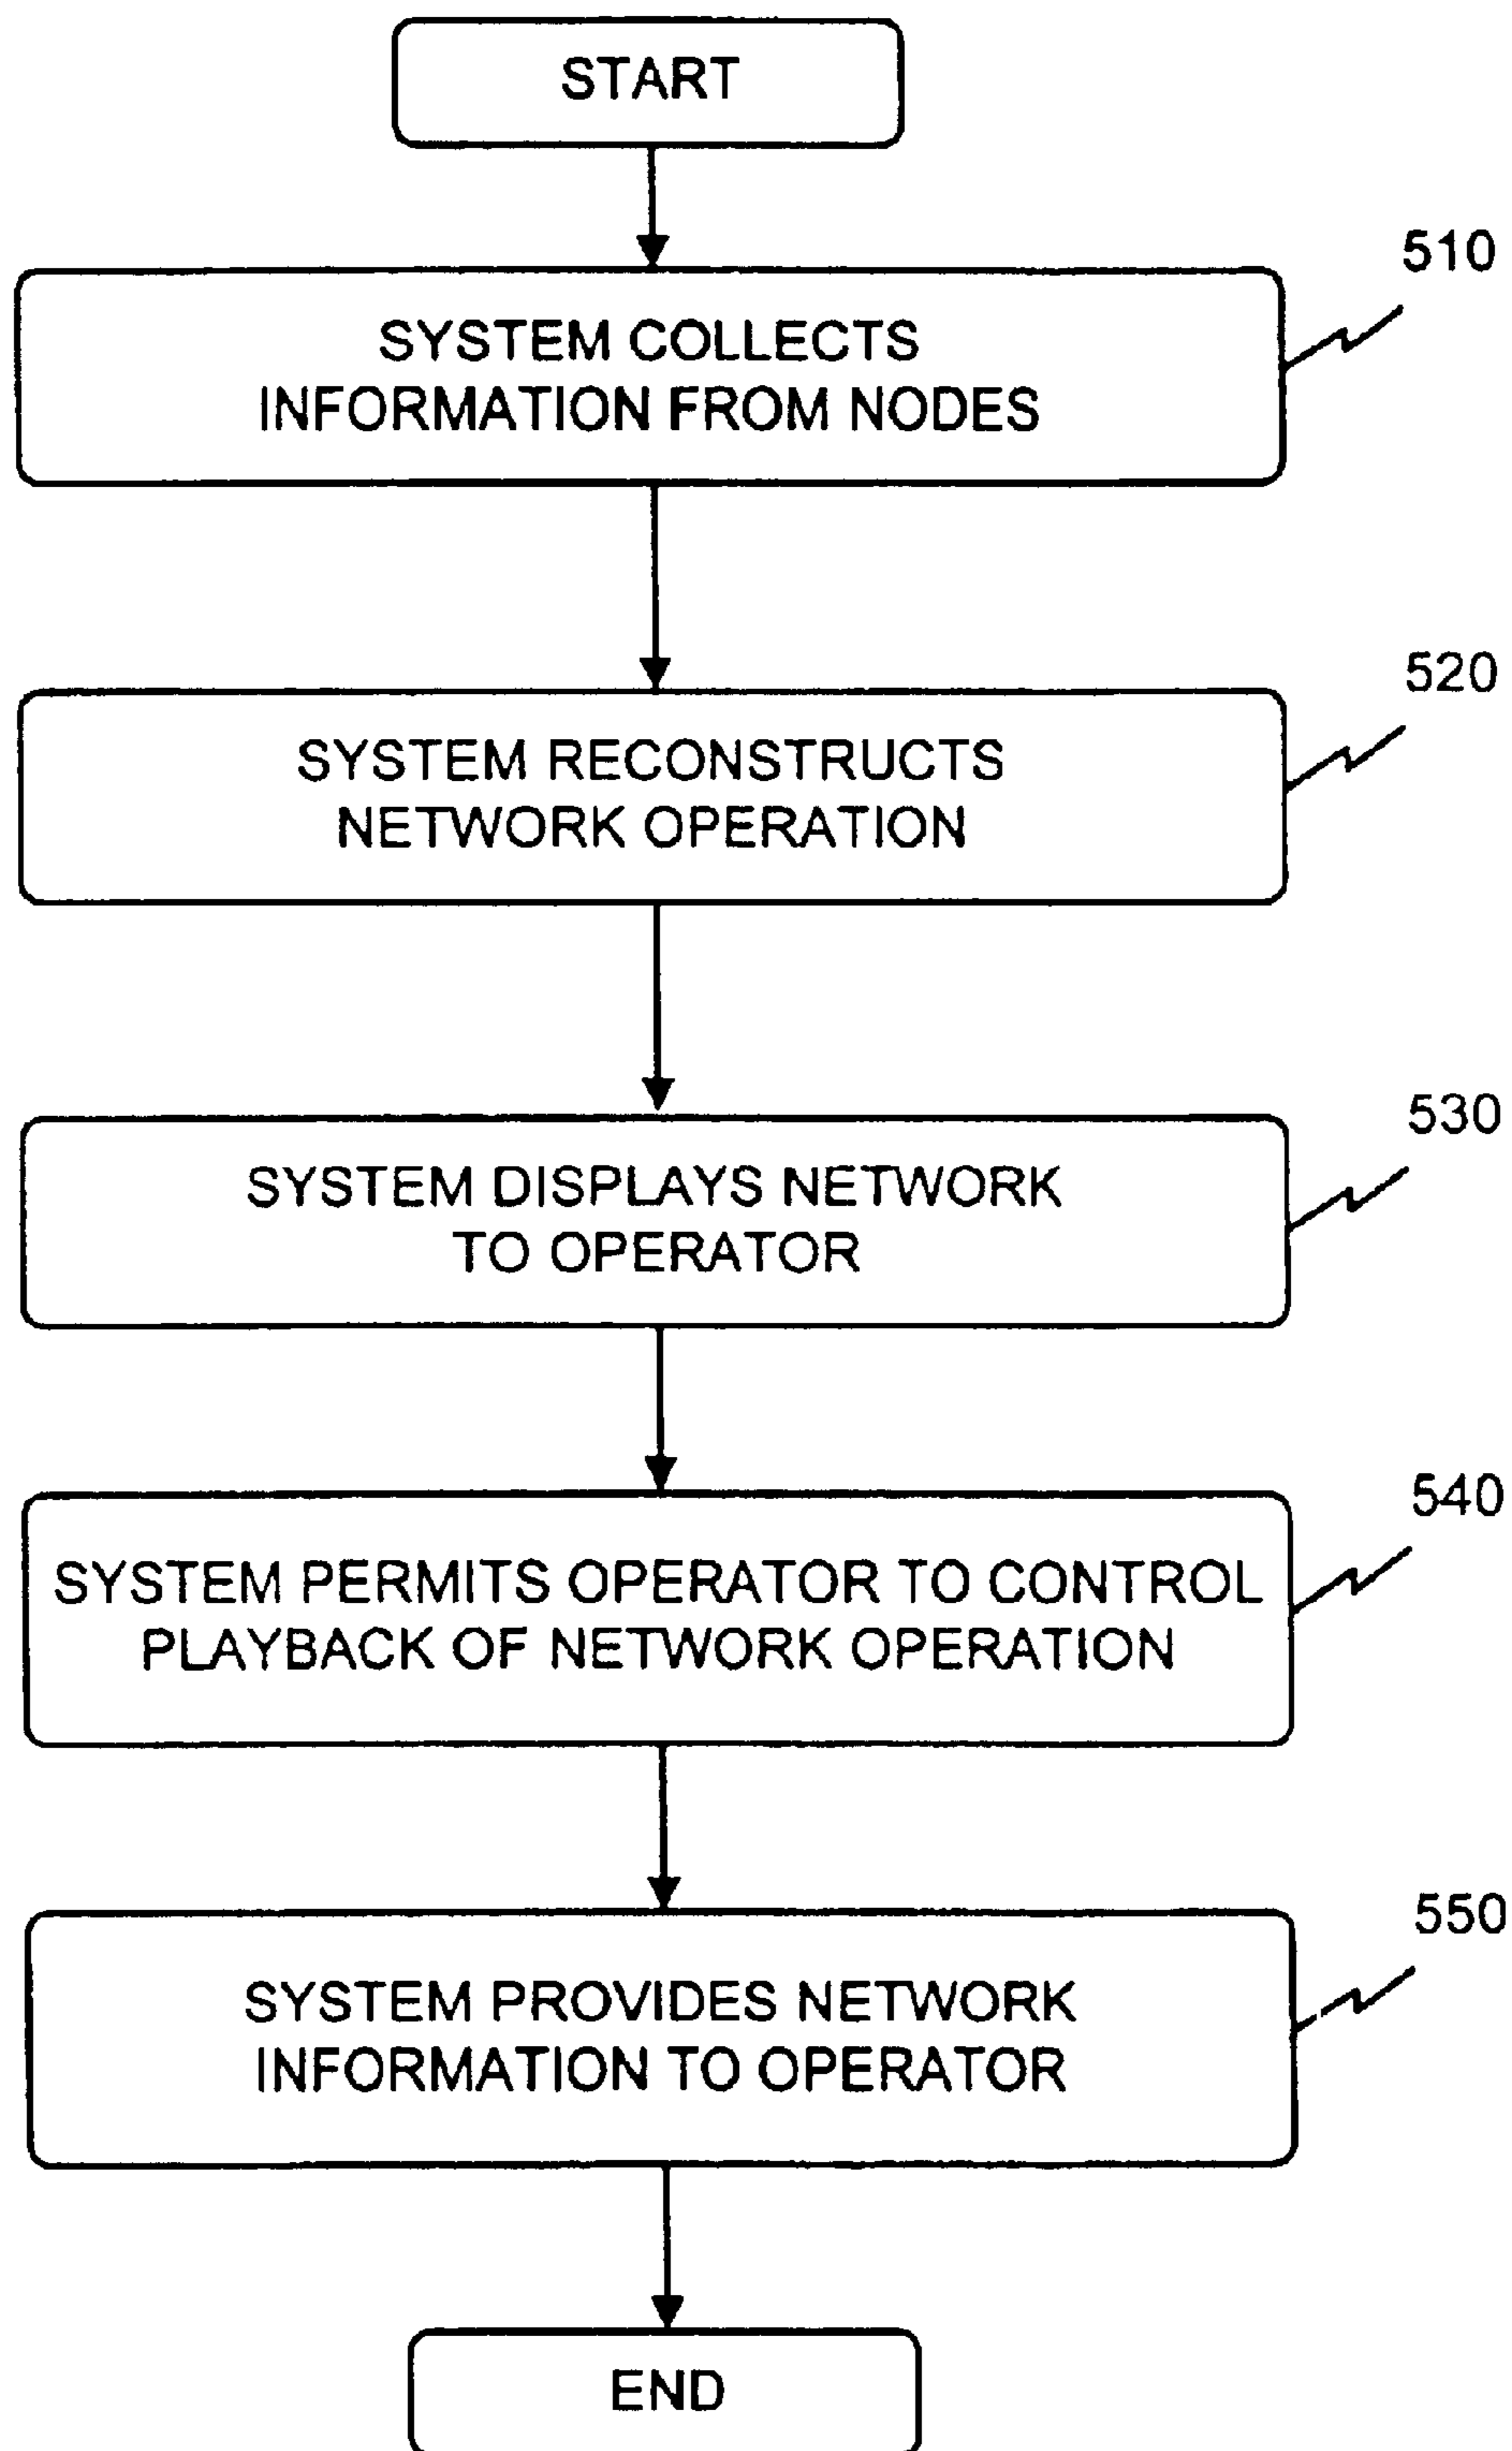 START
510
SYSTEM COLLECTS
INFORMATION FROM NODES
520
SYSTEM RECONSTRUCTS
NETWORK OPERATION
530
SYSTEM DISPLAYS NETWORK
TO OPERATOR
540
SYSTEM PERMITS OPERATOR TO CONTROL
PLAYBACK OF NETWORK OPERATION
550
SYSTEM PROVIDES NETWORK
INFORMATION TO OPERATOR
END